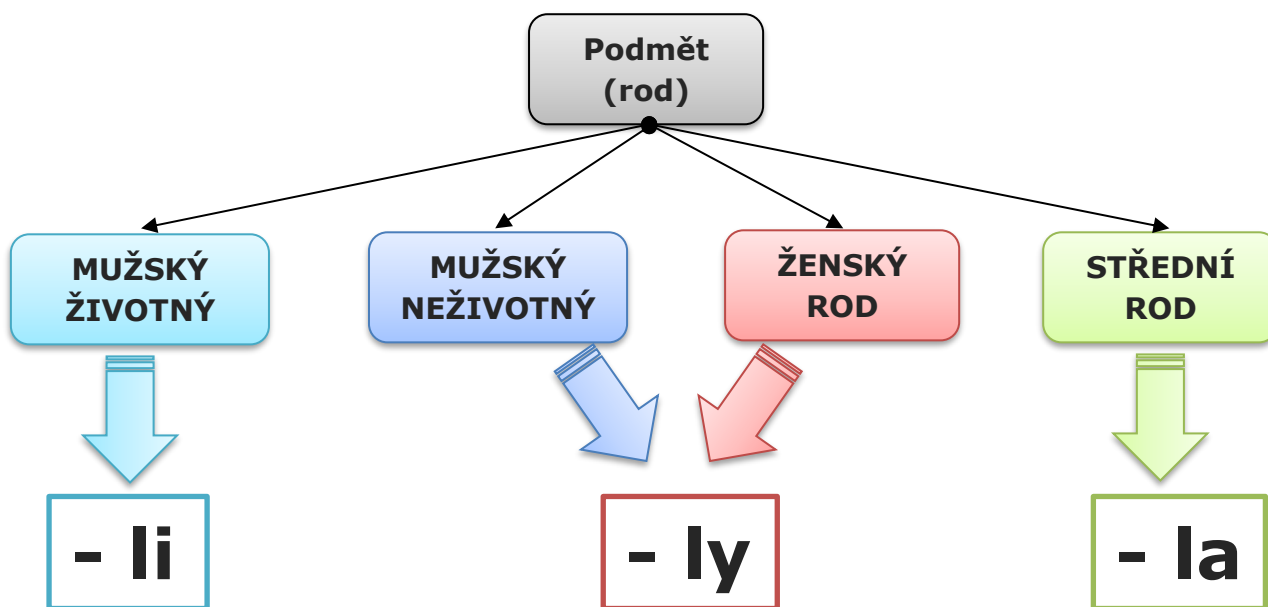 Podmět
(rod)
MUŽSKÝ
ŽIVOTNÝ
MUŽSKÝ
NEŽIVOTNÝ
ŽENSKÝ
ROD
STŘEDNÍ
ROD
- li
- ly
- la